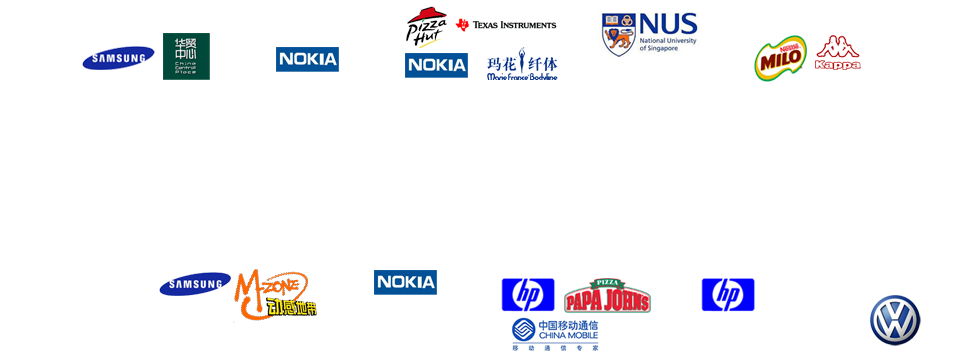 Pizza
Hut
TEXAS INSTRUMENTS
NUS
National University
of Singapore
SAMSUNG
华贸
中心
China
Central
Place
NOKIA
NOKIA
玛花纤体
Marie France Bodyline
Nestlé
MILO
Kappa
SAMSUNG
M-ZONE
动感地带
NOKIA
hp
PIZZA
PAPA JOHN'S
hp
中国移动通信
CHINA MOBILE
移动通信专家
VW